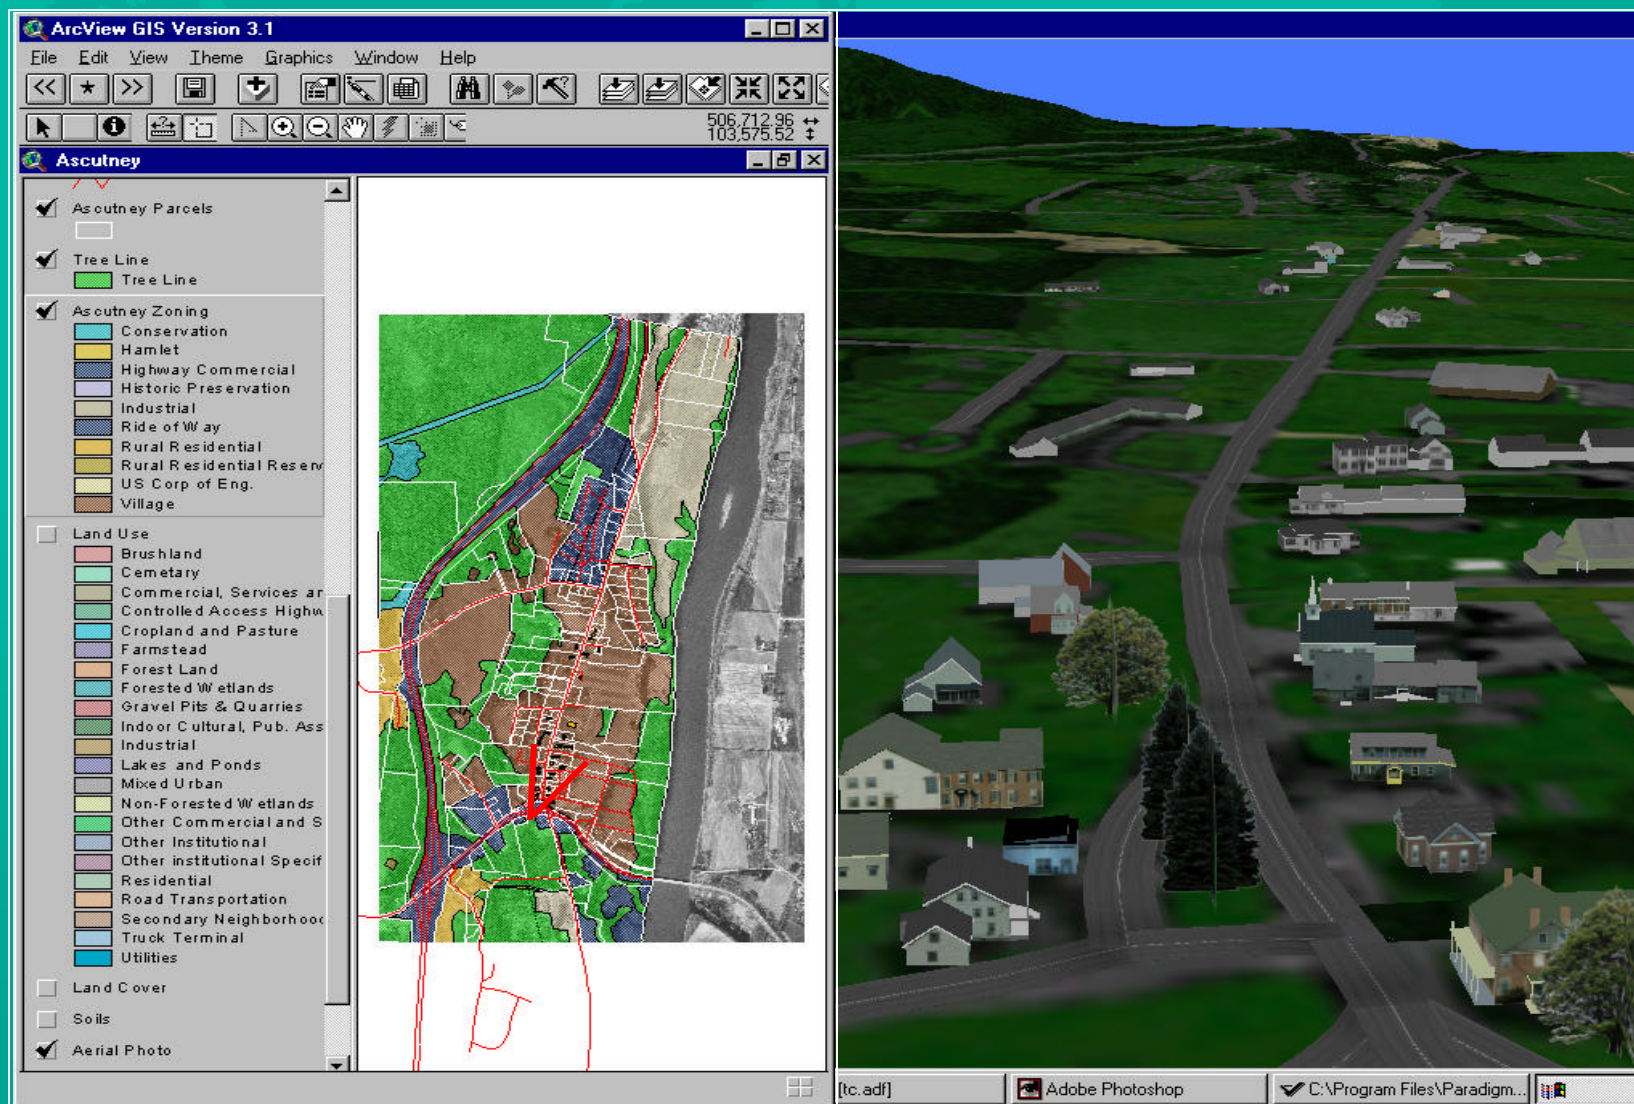 ArcView GIS Version 3.1
File Edit View Theme Graphics Window Help
506,712.96
103,575.52
Ascutney
Ascutney Parcels
Tree Line
Tree Line
Ascutney Zoning
Conservation
Hamlet
Highway Commercial
Historic Preservation
Industrial
Ride of Way
Rural Residential
Rural Residential Reserv
US Corp of Eng.
Village
Land Use
Brushland
Cemetary
Commercial, Services ar
Controlled Access Highw
Cropland and Pasture
Farmstead
Forest Land
Forested Wetlands
Gravel Pits & Quarries
Indoor Cultural, Pub. Ass
Industrial
Lakes and Ponds
Mixed Urban
Non-Forested Wetlands
Other Commercial and S
Other Institutional
Other institutional Specif
Residential
Road Transportation
Secondary Neighborhood
Truck Terminal
Utilities
Land Cover
Soils
Aerial Photo
[tc.adf]
Adobe Photoshop
C:\Program Files\Paradigm...